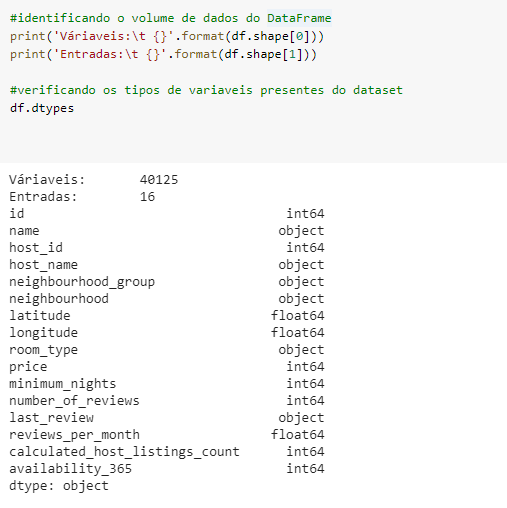 #identificando o volume de dados do DataFrame
print('Váriaveis:\t {}'.format(df.shape[0]))
print('Entradas:\t {}'.format(df.shape[1]))
#verificando os tipos de variaveis presentes do dataset
df.dtypes
Váriaveis: 40125
Entradas: 16
id int64
name object
host_id int64
host_name object
neighbourhood_group object
neighbourhood object
latitude float64
longitude float64
room_type object
price int64
minimum_nights int64
number_of_reviews int64
last_review object
reviews_per_month float64
calculated_host_listings_count int64
availability_365 int64
dtype: object